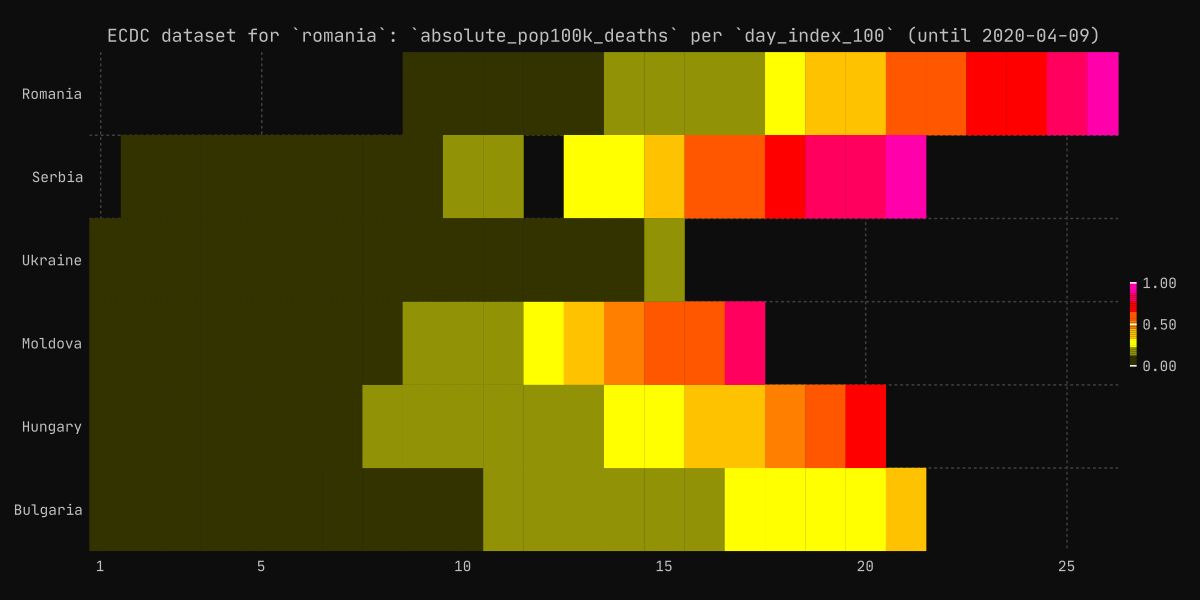 ECDC dataset for `romania`: `absolute_pop100k_deaths` per `day_index_100` (until 2020-04-09)
Romania
Serbia
Ukraine
Moldova
Hungary
Bulgaria
1.00
0.50
0.00
1 5 10 15 20 25